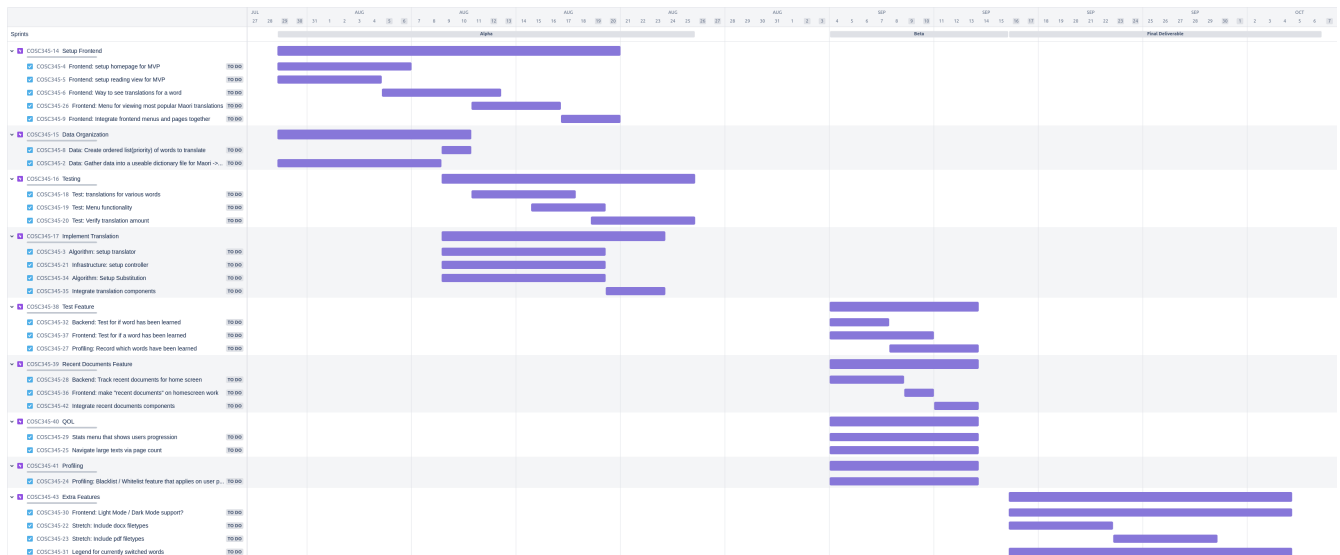 JUL AUG AUG AUG AUG SEP SEP SEP SEP OCT
27 28 29 30 31 1 2 3 4 5 6 7 8 9 10 11 12 13 14 15 16 17 18 19 20 21 22 23 24 25 26 27 28 29 30 31 1 2 3 4 5 6 7 8 9 10 11 12 13 14 15 16 17 18 19 20 21 22 23 24 25 26 27 28 29 30 1 2 3 4 5 6 7
Sprints Alpha Beta Final Deliverable
COSC345-14 Setup Frontend
COSC345-4 Frontend: setup homepage for MVP TO DO
COSC345-5 Frontend: setup reading view for MVP TO DO
COSC345-6 Frontend: Way to see translations for a word TO DO
COSC345-26 Frontend: Menu for viewing most popular Maori translations TO DO
COSC345-9 Frontend: Integrate frontend menus and pages together TO DO
COSC345-15 Data Organization
COSC345-8 Data: Create ordered list(priority) of words to translate TO DO
COSC345-2 Data: Gather data into a useable dictionary file for Maori ->... TO DO
COSC345-16 Testing
COSC345-18 Test: translations for various words TO DO
COSC345-19 Test: Menu functionality TO DO
COSC345-20 Test: Verify translation amount TO DO
COSC345-17 Implement Translation
COSC345-3 Algorithm: setup translator TO DO
COSC345-21 Infrastructure: setup controller TO DO
COSC345-34 Algorithm: Setup Substitution TO DO
COSC345-35 Integrate translation components TO DO
COSC345-38 Test Feature
COSC345-32 Backend: Test for if word has been learned TO DO
COSC345-37 Frontend: Test for if a word has been learned TO DO
COSC345-27 Profiling: Record which words have been learned TO DO
COSC345-39 Recent Documents Feature
COSC345-28 Backend: Track recent documents for home screen TO DO
COSC345-36 Frontend: make "recent documents" on homescreen work TO DO
COSC345-42 Integrate recent documents components TO DO
COSC345-40 QOL
COSC345-29 Stats menu that shows users progression TO DO
COSC345-25 Navigate large texts via page count TO DO
COSC345-41 Profiling
COSC345-24 Profiling: Blacklist / Whitelist feature that applies on user p... TO DO
COSC345-43 Extra Features
COSC345-30 Frontend: Light Mode / Dark Mode support? TO DO
COSC345-22 Stretch: Include docx filetypes TO DO
COSC345-23 Stretch: Include pdf filetypes TO DO
COSC345-31 Legend for currently switched words TO DO